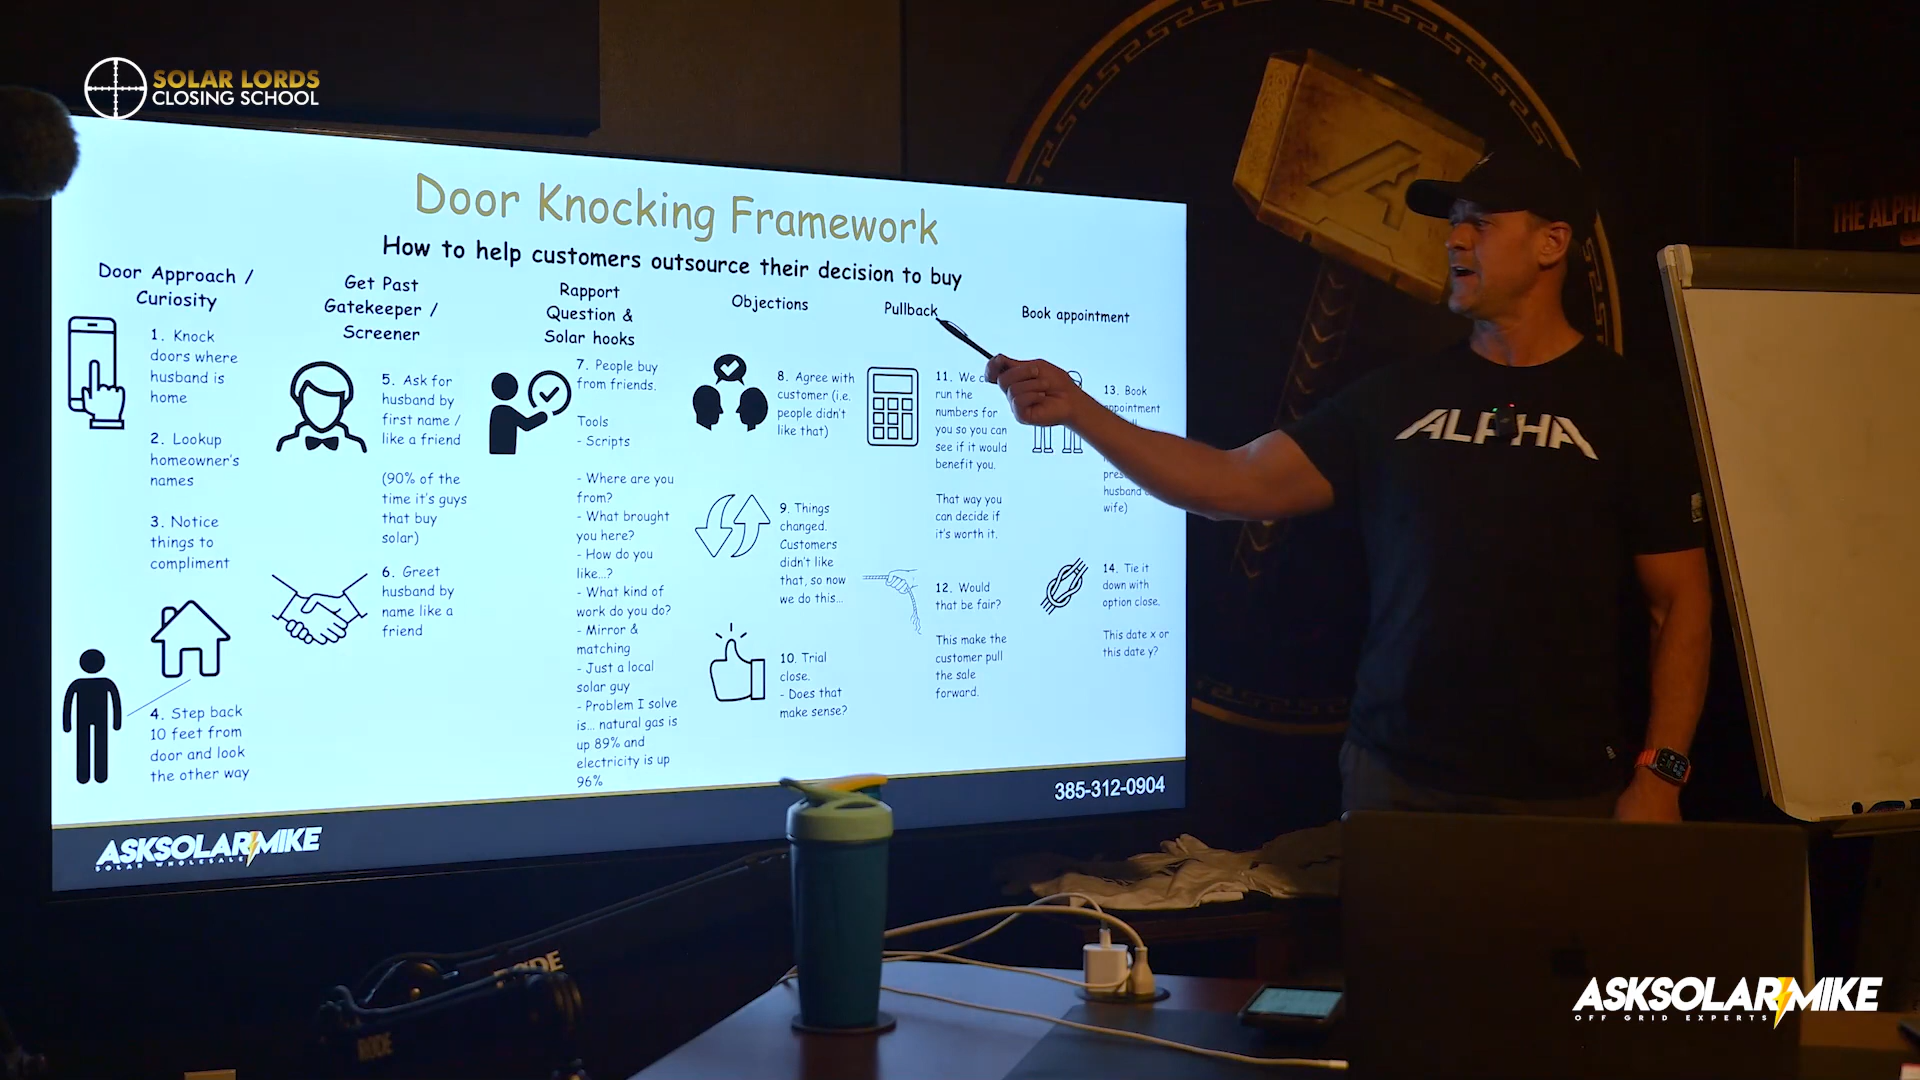 SOLAR LORDS
CLOSING SCHOOL
Door Knocking Framework
How to help customers outsource their decision to buy
Door Approach /
Curiosity
1. Knock
doors where
husband is
home
2. Lookup
homeowner's
names
3. Notice
things to
compliment
4. Step back
10 feet from
door and look
the other way
Get Past
Gatekeeper /
Screener
5. Ask for
husband by
first name /
like a friend
(90% of the
time it's guys
that buy
solar)
6. Greet
husband by
name like a
friend
Rapport
Question &
Solar hooks
7. People buy
from friends.
Tools
- Scripts
- Where are you
from?
- What brought
you here?
- How do you
like...?
- What kind of
work do you do?
- Mirror &
matching
- Just a local
solar guy
- Problem I solve
is... natural gas is
up 89% and
electricity is up
96%
Objections
8. Agree with
customer (i.e.
people didn't
like that)
9. Things
changed.
Customers
didn't like
that, so now
we do this...
10. Trial
close.
- Does that
make sense?
Pullback
11. We
run the
numbers for
you so you can
see if it would
benefit you.
That way you
can decide if
it's worth it.
12. Would
that be fair?
This make the
customer pull
the sale
forward.
Book appointment
13. Book
appointment
husband
wife)
14. Tie it
down with
option close.
This date x or
this date y?
385-312-0904
ASKSOLARMIKE
SOLAR WHOLESALE
ALPHA
THE ALPHA
RODE
ASKSOLARMIKE
OFF GRID EXPERTS